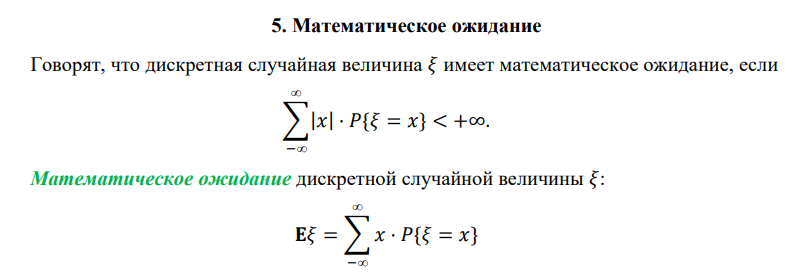 5. Математическое ожидание
Говорят, что дискретная случайная величина ξ имеет математическое ожидание, если
∞
∑|x| · P{ξ = x} < +∞.
−∞
Математическое ожидание дискретной случайной величины ξ:
∞
Eξ = ∑ x · P{ξ = x}
−∞